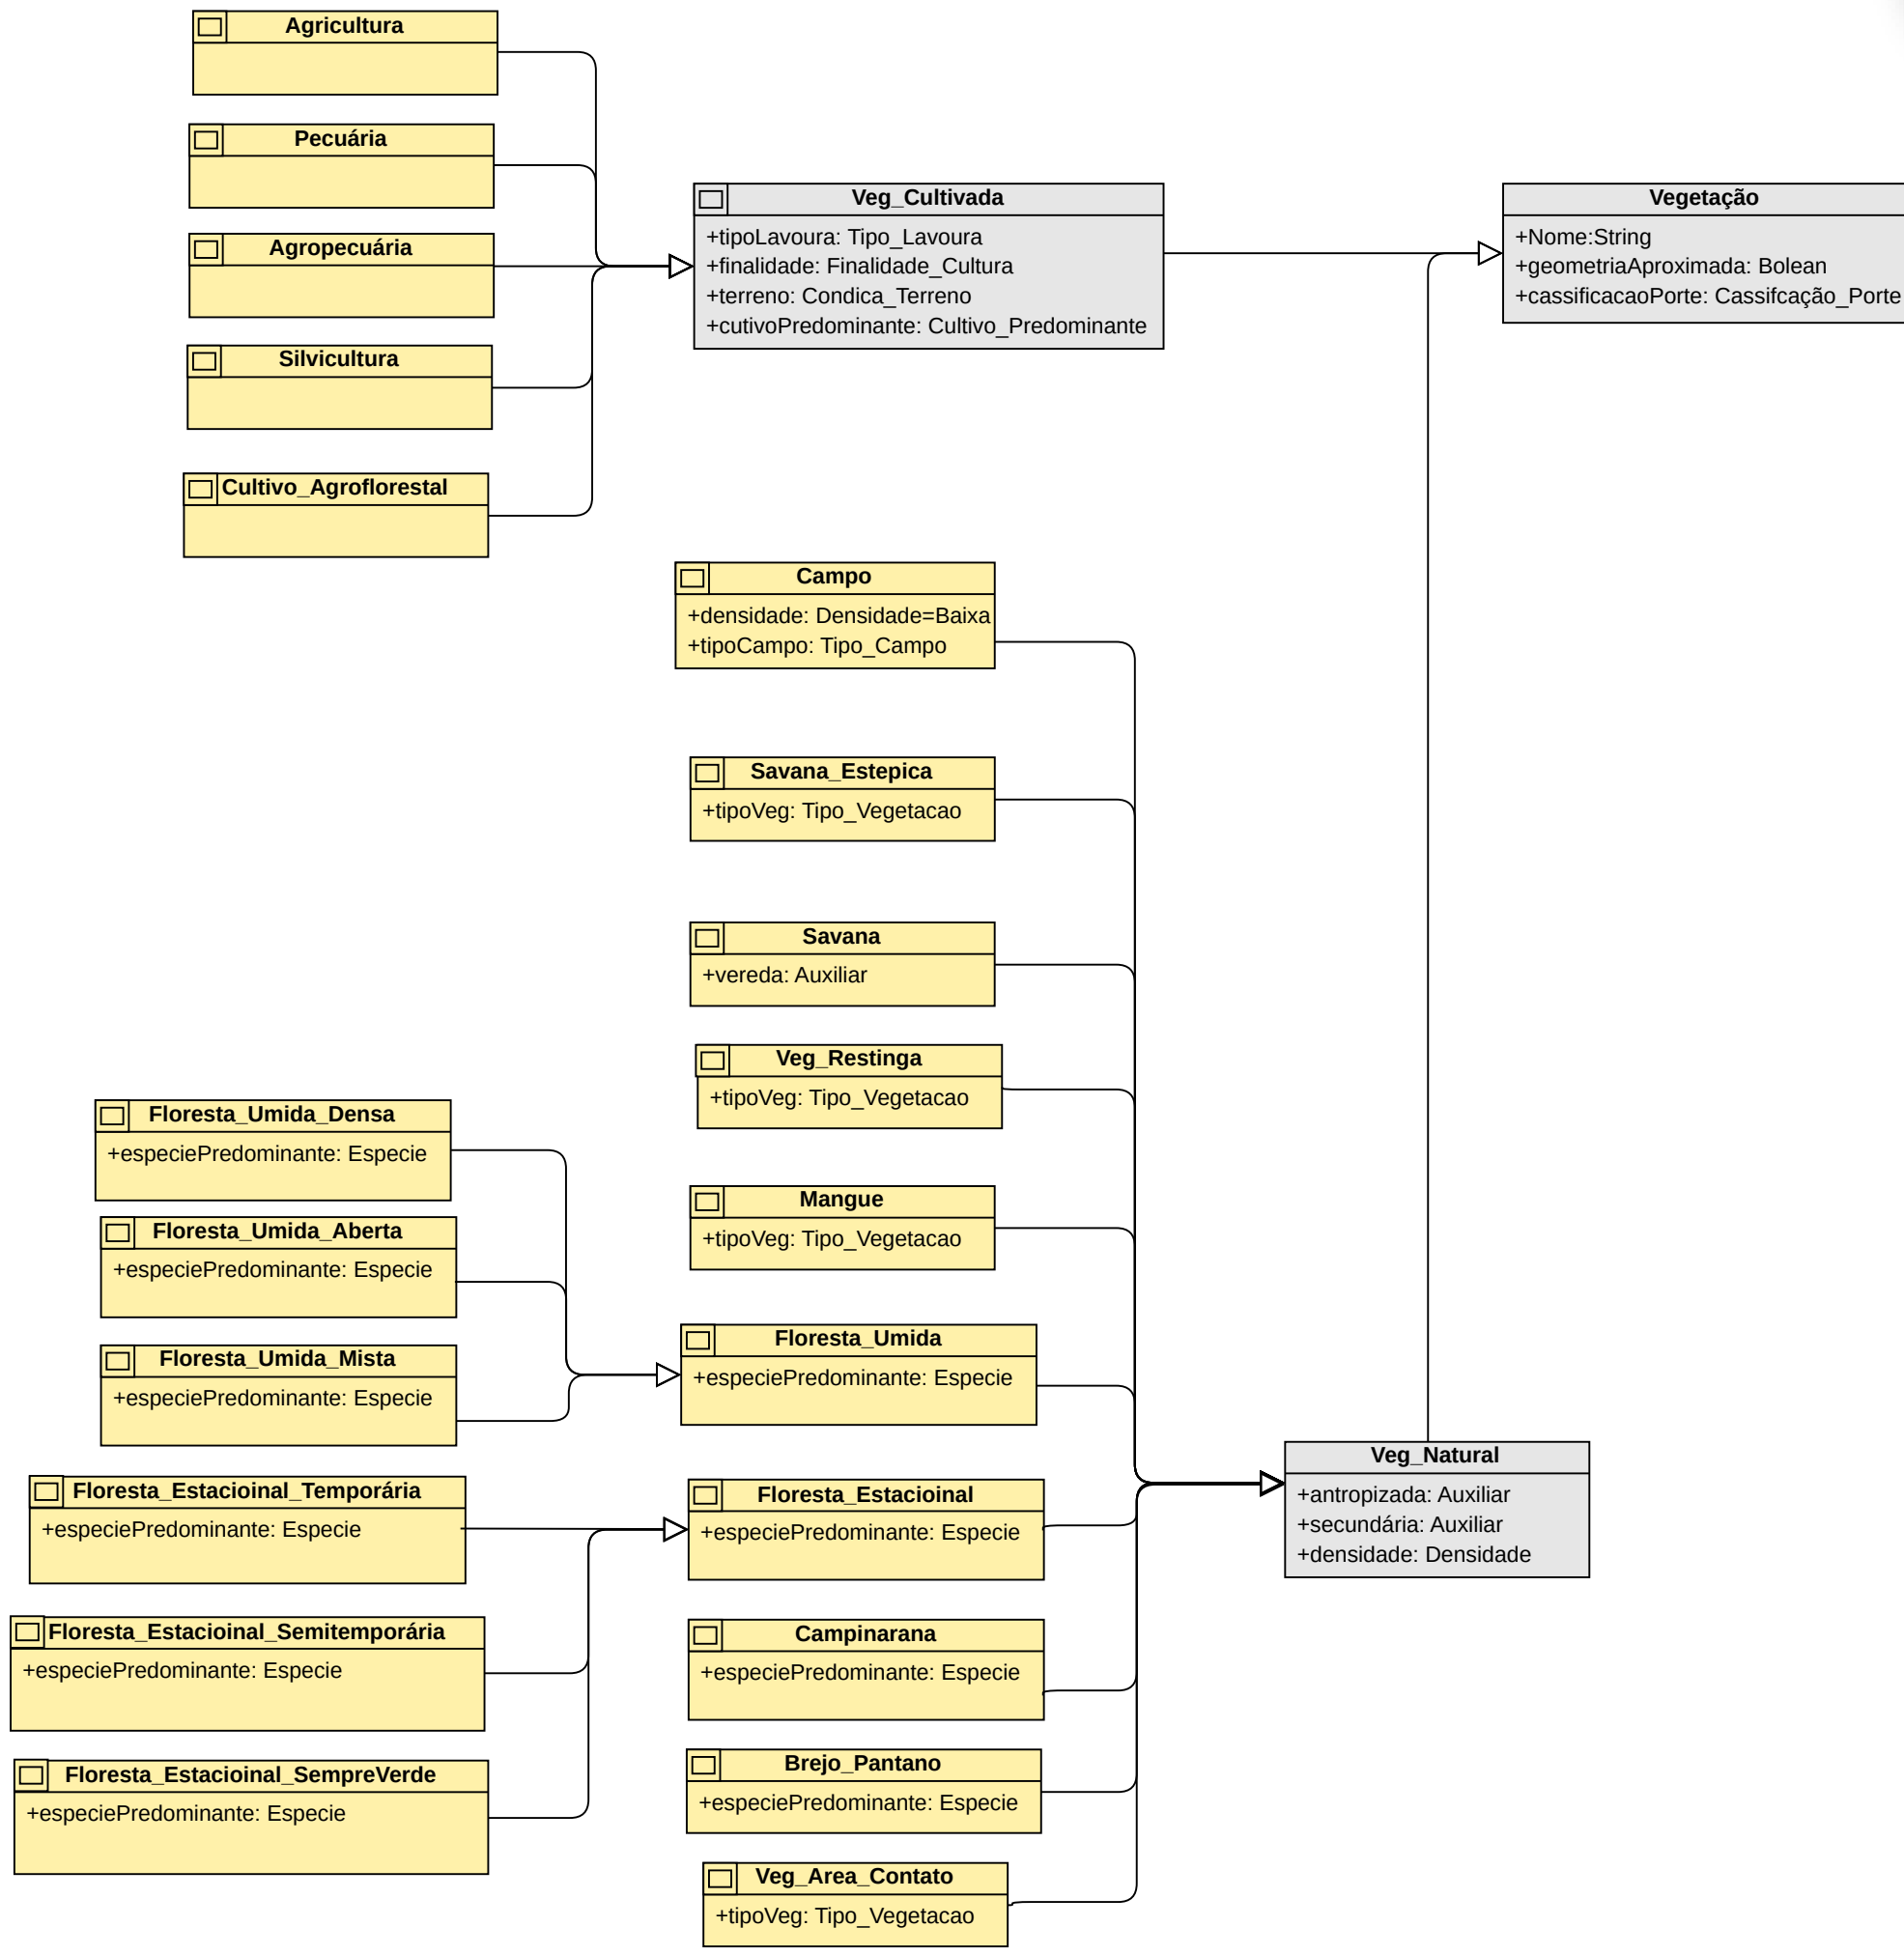 Agricultura
Pecuária
Agropecuária
Silvicultura
Cultivo_Agroflorestal
Veg_Cultivada
+tipoLavoura: Tipo_Lavoura
+finalidade: Finalidade_Cultura
+terreno: Condica_Terreno
+cutivoPredominante: Cultivo_Predominante
Vegetação
+Nome:String
+geometriaAproximada: Bolean
+cassificacaoPorte: Cassifcação_Porte
Campo
+densidade: Densidade=Baixa
+tipoCampo: Tipo_Campo
Savana_Estepica
+tipoVeg: Tipo_Vegetacao
Savana
+vereda: Auxiliar
Veg_Restinga
+tipoVeg: Tipo_Vegetacao
Mangue
+tipoVeg: Tipo_Vegetacao
Floresta_Umida_Densa
+especiePredominante: Especie
Floresta_Umida_Aberta
+especiePredominante: Especie
Floresta_Umida_Mista
+especiePredominante: Especie
Floresta_Umida
+especiePredominante: Especie
Floresta_Estacioinal_Temporária
+especiePredominante: Especie
Floresta_Estacioinal_Semitemporária
+especiePredominante: Especie
Floresta_Estacioinal_SempreVerde
+especiePredominante: Especie
Floresta_Estacioinal
+especiePredominante: Especie
Campinarana
+especiePredominante: Especie
Brejo_Pantano
+especiePredominante: Especie
Veg_Area_Contato
+tipoVeg: Tipo_Vegetacao
Veg_Natural
+antropizada: Auxiliar
+secundária: Auxiliar
+densidade: Densidade